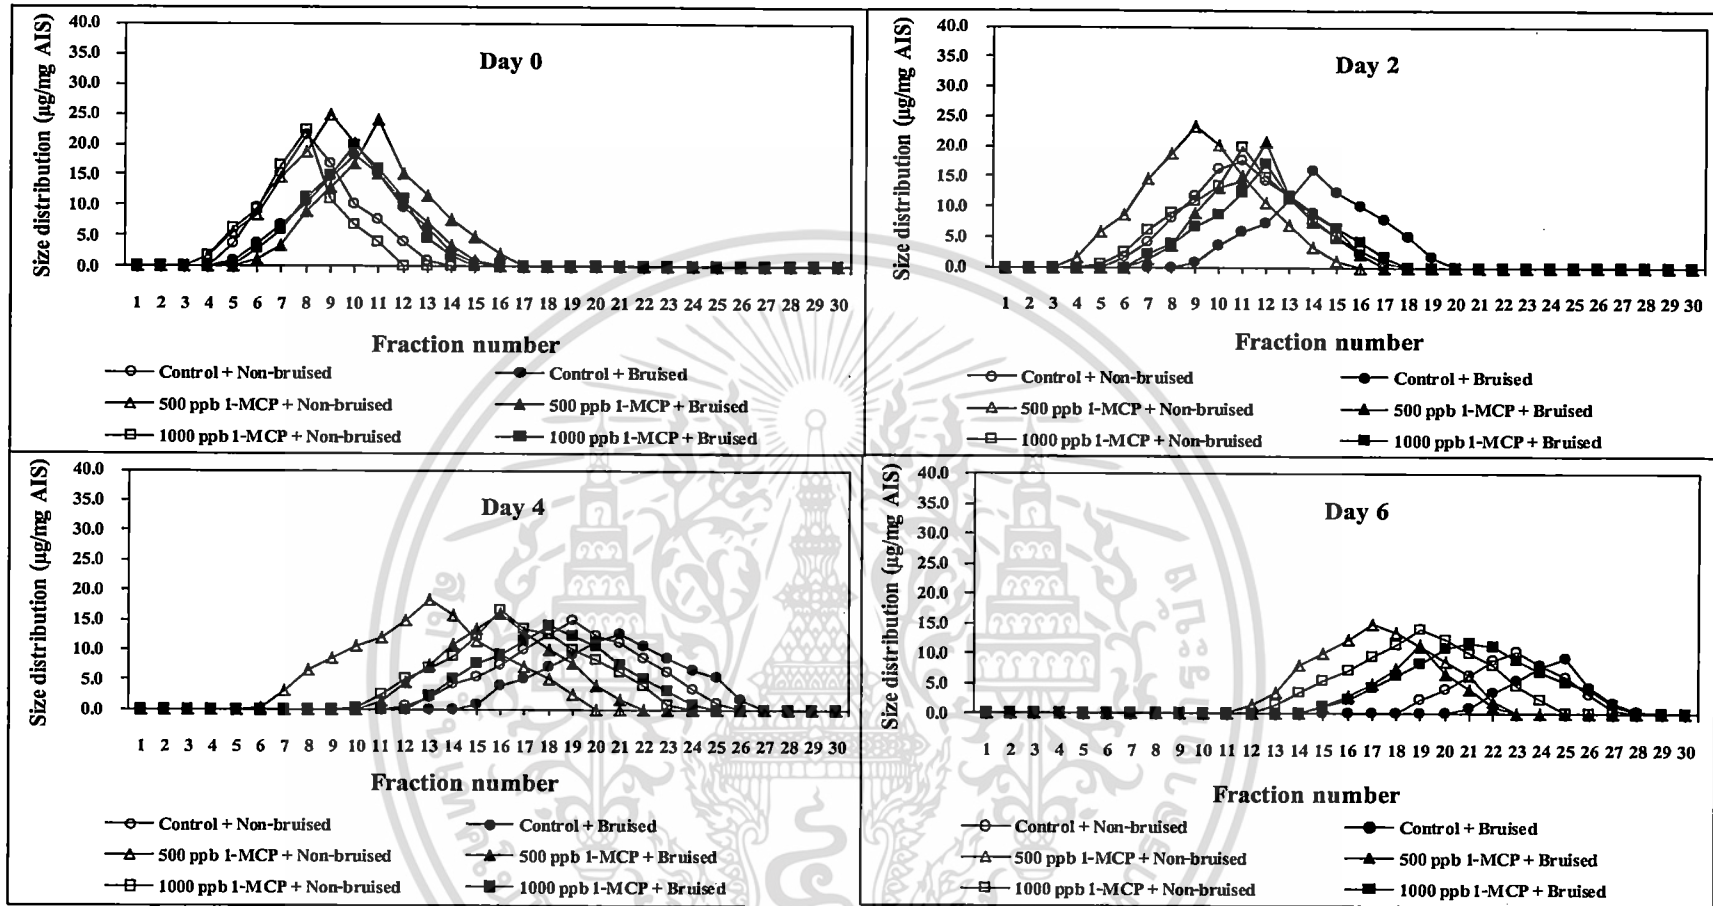 Day 0
Size distribution (µg/mg AIS)
40.0
35.0
30.0
25.0
20.0
15.0
10.0
5.0
0.0
1 2 3 4 5 6 7 8 9 10 11 12 13 14 15 16 17 18 19 20 21 22 23 24 25 26 27 28 29 30
Fraction number
Control + Non-bruised
Control + Bruised
500 ppb 1-MCP + Non-bruised
500 ppb 1-MCP + Bruised
1000 ppb 1-MCP + Non-bruised
1000 ppb 1-MCP + Bruised
Day 2
Size distribution (µg/mg AIS)
40.0
35.0
30.0
25.0
20.0
15.0
10.0
5.0
0.0
1 2 3 4 5 6 7 8 9 10 11 12 13 14 15 16 17 18 19 20 21 22 23 24 25 26 27 28 29 30
Fraction number
Control + Non-bruised
Control + Bruised
500 ppb 1-MCP + Non-bruised
500 ppb 1-MCP + Bruised
1000 ppb 1-MCP + Non-bruised
1000 ppb 1-MCP + Bruised
Day 4
Size distribution (µg/mg AIS)
40.0
35.0
30.0
25.0
20.0
15.0
10.0
5.0
0.0
1 2 3 4 5 6 7 8 9 10 11 12 13 14 15 16 17 18 19 20 21 22 23 24 25 26 27 28 29 30
Fraction number
Control + Non-bruised
Control + Bruised
500 ppb 1-MCP + Non-bruised
500 ppb 1-MCP + Bruised
1000 ppb 1-MCP + Non-bruised
1000 ppb 1-MCP + Bruised
Day 6
Size distribution (µg/mg AIS)
40.0
35.0
30.0
25.0
20.0
15.0
10.0
5.0
0.0
1 2 3 4 5 6 7 8 9 10 11 12 13 14 15 16 17 18 19 20 21 22 23 24 25 26 27 28 29 30
Fraction number
Control + Non-bruised
Control + Bruised
500 ppb 1-MCP + Non-bruised
500 ppb 1-MCP + Bruised
1000 ppb 1-MCP + Non-bruised
1000 ppb 1-MCP + Bruised